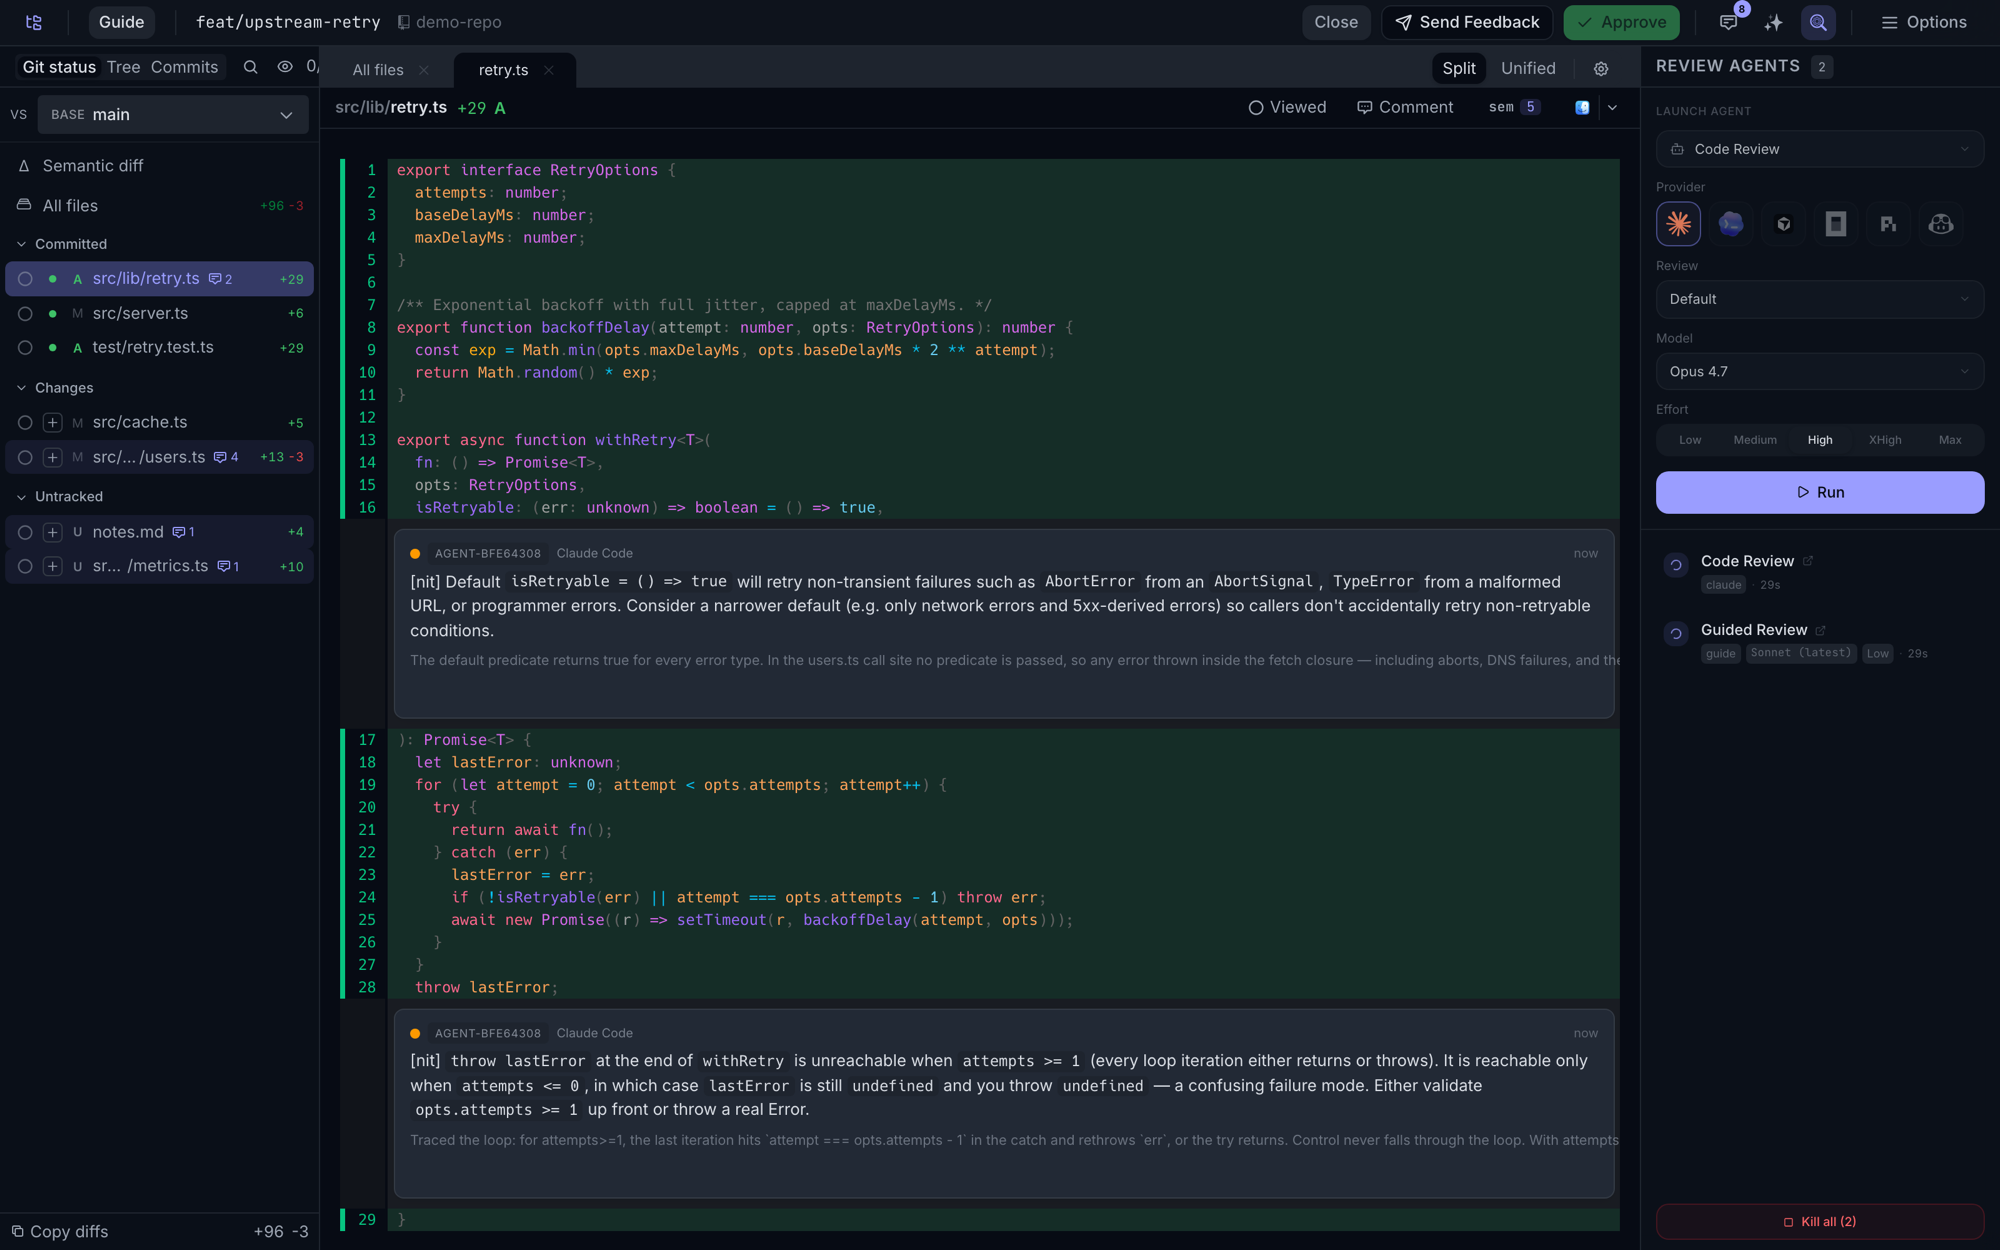 Guide
feat/upstream-retry
demo-repo
Close
Send Feedback
Approve
8
Options
Git status
Tree
Commits
0/
VS
BASE main
Semantic diff
All files
+96 -3
Committed
A src/lib/retry.ts 2 +29
M src/server.ts +6
A test/retry.test.ts +29
Changes
M src/cache.ts +5
M src/... /users.ts 4 +13 -3
Untracked
U notes.md 1 +4
U sr... /metrics.ts 1 +10
Copy diffs
+96 -3
All files
retry.ts
Split
Unified
src/lib/retry.ts +29 A
Viewed
Comment
sem 5
1 export interface RetryOptions {
2 attempts: number;
3 baseDelayMs: number;
4 maxDelayMs: number;
5 }
6
7 /** Exponential backoff with full jitter, capped at maxDelayMs. */
8 export function backoffDelay(attempt: number, opts: RetryOptions): number {
9 const exp = Math.min(opts.maxDelayMs, opts.baseDelayMs * 2 ** attempt);
10 return Math.random() * exp;
11 }
12
13 export async function withRetry<T>(
14 fn: () => Promise<T>,
15 opts: RetryOptions,
16 isRetryable: (err: unknown) => boolean = () => true,
AGENT-BFE64308 Claude Code now
[nit] Default isRetryable = () => true will retry non-transient failures such as AbortError from an AbortSignal, TypeError from a malformed
URL, or programmer errors. Consider a narrower default (e.g. only network errors and 5xx-derived errors) so callers don't accidentally retry non-retryable
conditions.
The default predicate returns true for every error type. In the users.ts call site no predicate is passed, so any error thrown inside the fetch closure — including aborts, DNS failures, and the
17 ): Promise<T> {
18 let lastError: unknown;
19 for (let attempt = 0; attempt < opts.attempts; attempt++) {
20 try {
21 return await fn();
22 } catch (err) {
23 lastError = err;
24 if (!isRetryable(err) || attempt === opts.attempts - 1) throw err;
25 await new Promise((r) => setTimeout(r, backoffDelay(attempt, opts)));
26 }
27 }
28 throw lastError;
AGENT-BFE64308 Claude Code now
[nit] throw lastError at the end of withRetry is unreachable when attempts >= 1 (every loop iteration either returns or throws). It is reachable only
when attempts <= 0, in which case lastError is still undefined and you throw undefined — a confusing failure mode. Either validate
opts.attempts >= 1 up front or throw a real Error.
Traced the loop: for attempts>=1, the last iteration hits `attempt === opts.attempts - 1` in the catch and rethrows `err`, or the try returns. Control never falls through the loop. With attempts
29 }
REVIEW AGENTS 2
LAUNCH AGENT
Code Review
Provider
Review
Default
Model
Opus 4.7
Effort
Low
Medium
High
XHigh
Max
Run
Code Review
claude · 29s
Guided Review
guide Sonnet (latest) Low · 29s
Kill all (2)